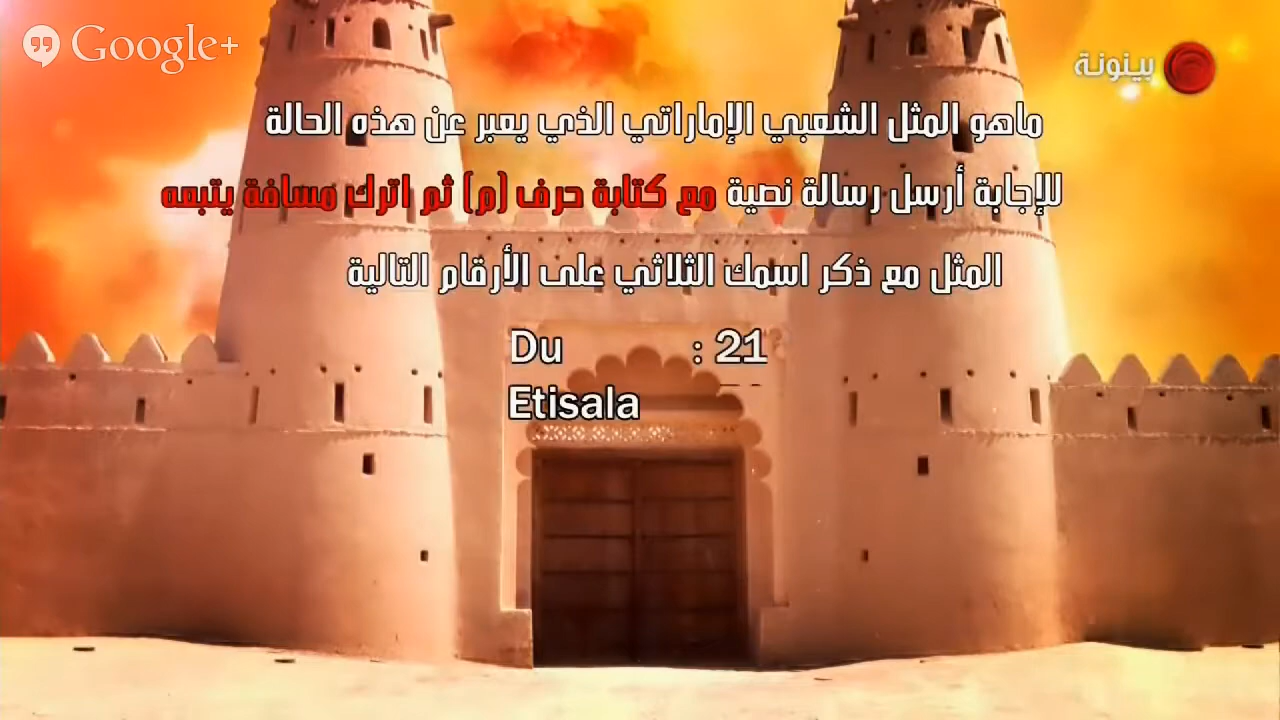 Google+
بينونة
ماهو المثل الشعبي الإماراتي الذي يعبر عن هذه الحالة
للإجابة أرسل رسالة نصية مع كتابة حرف (م) ثم اترك مسافة يتبعه
المثل مع ذكر اسمك الثلاثي على الأرقام التالية
Du : 21
Etisala